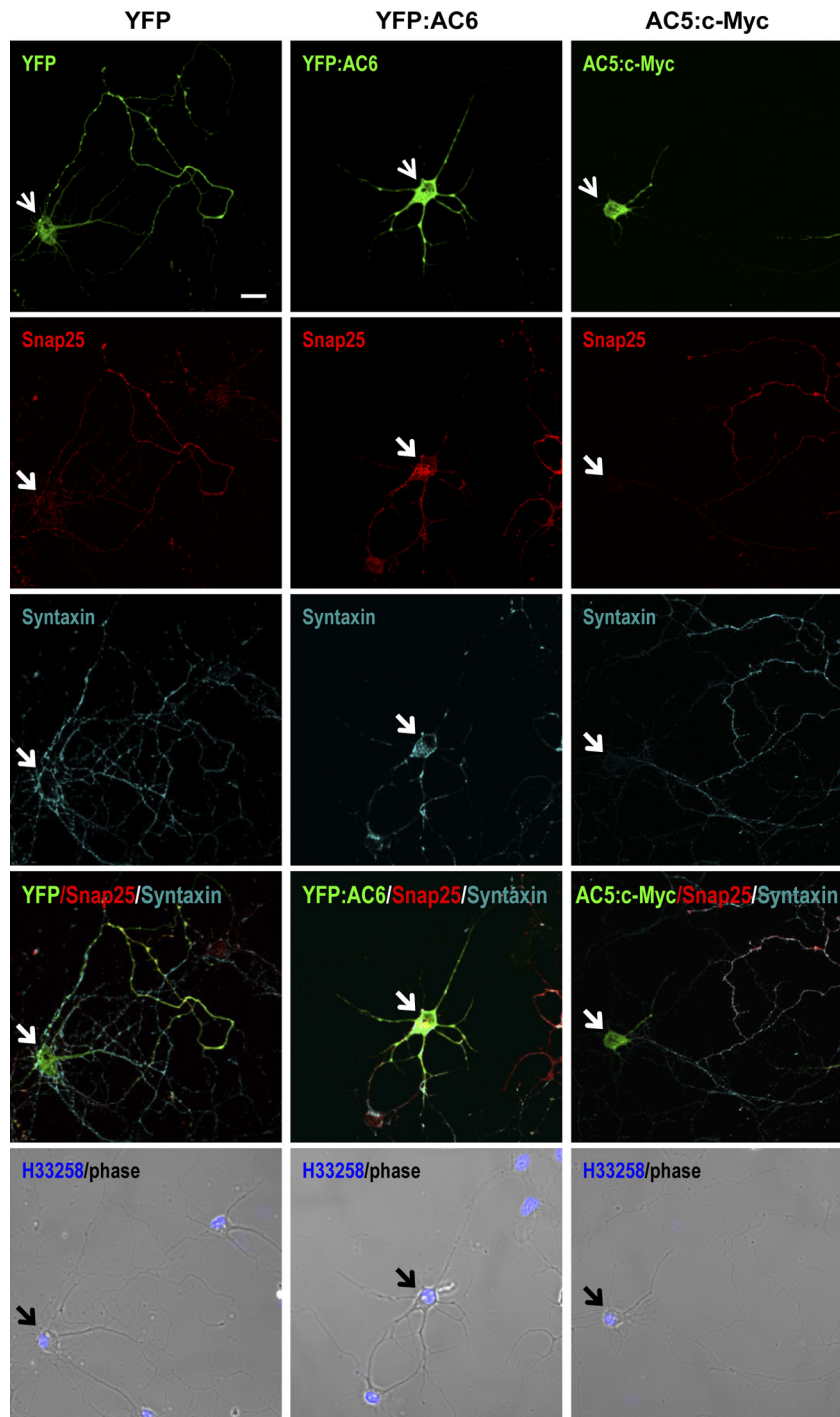 YFP YFP:AC6 AC5:c-Myc
YFP YFP:AC6 AC5:c-Myc
Snap25 Snap25 Snap25
Syntaxin Syntaxin Syntaxin
YFP/Snap25/Syntaxin YFP:AC6/Snap25/Syntaxin AC5:c-Myc/Snap25/Syntaxin
H33258/phase H33258/phase H33258/phase